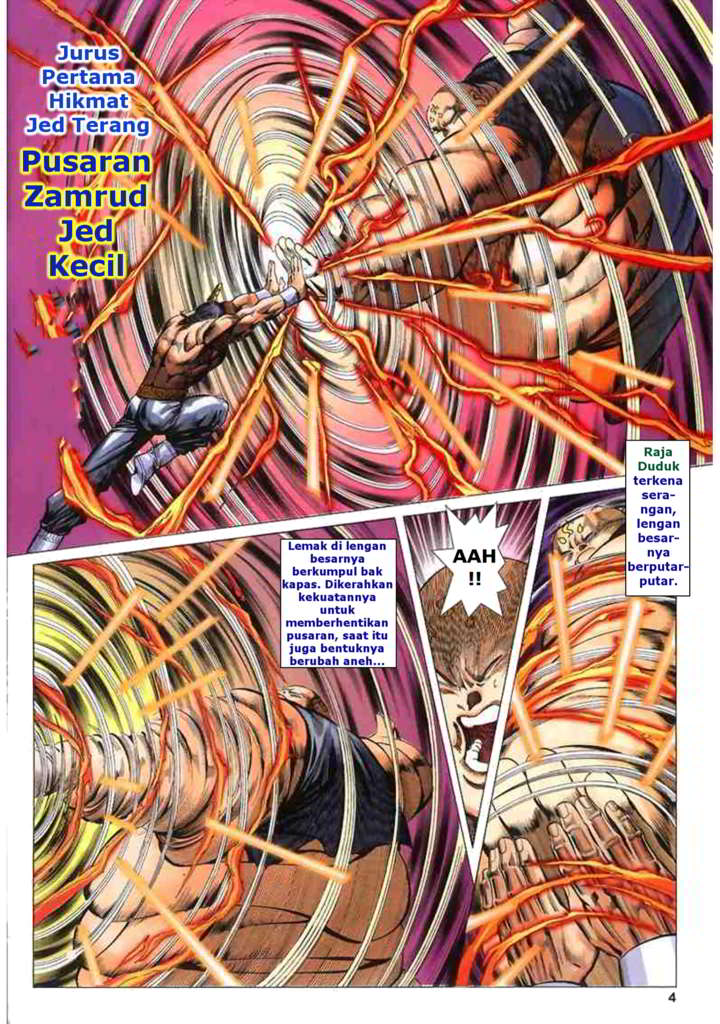 Jurus
Pertama
Hikmat
Jed Terang
Pusaran
Zamrud
Jed
Kecil
Raja
Duduk
terkena
sera-
ngan,
lengan
besar-
nya
berputar-
putar.
Lemak di lengan
besarnya
berkumpul bak
kapas. Dikerahkan
kekuatannya
untuk
memberhentikan
pusaran, saat itu
juga bentuknya
berubah aneh...
AAH
!!
4